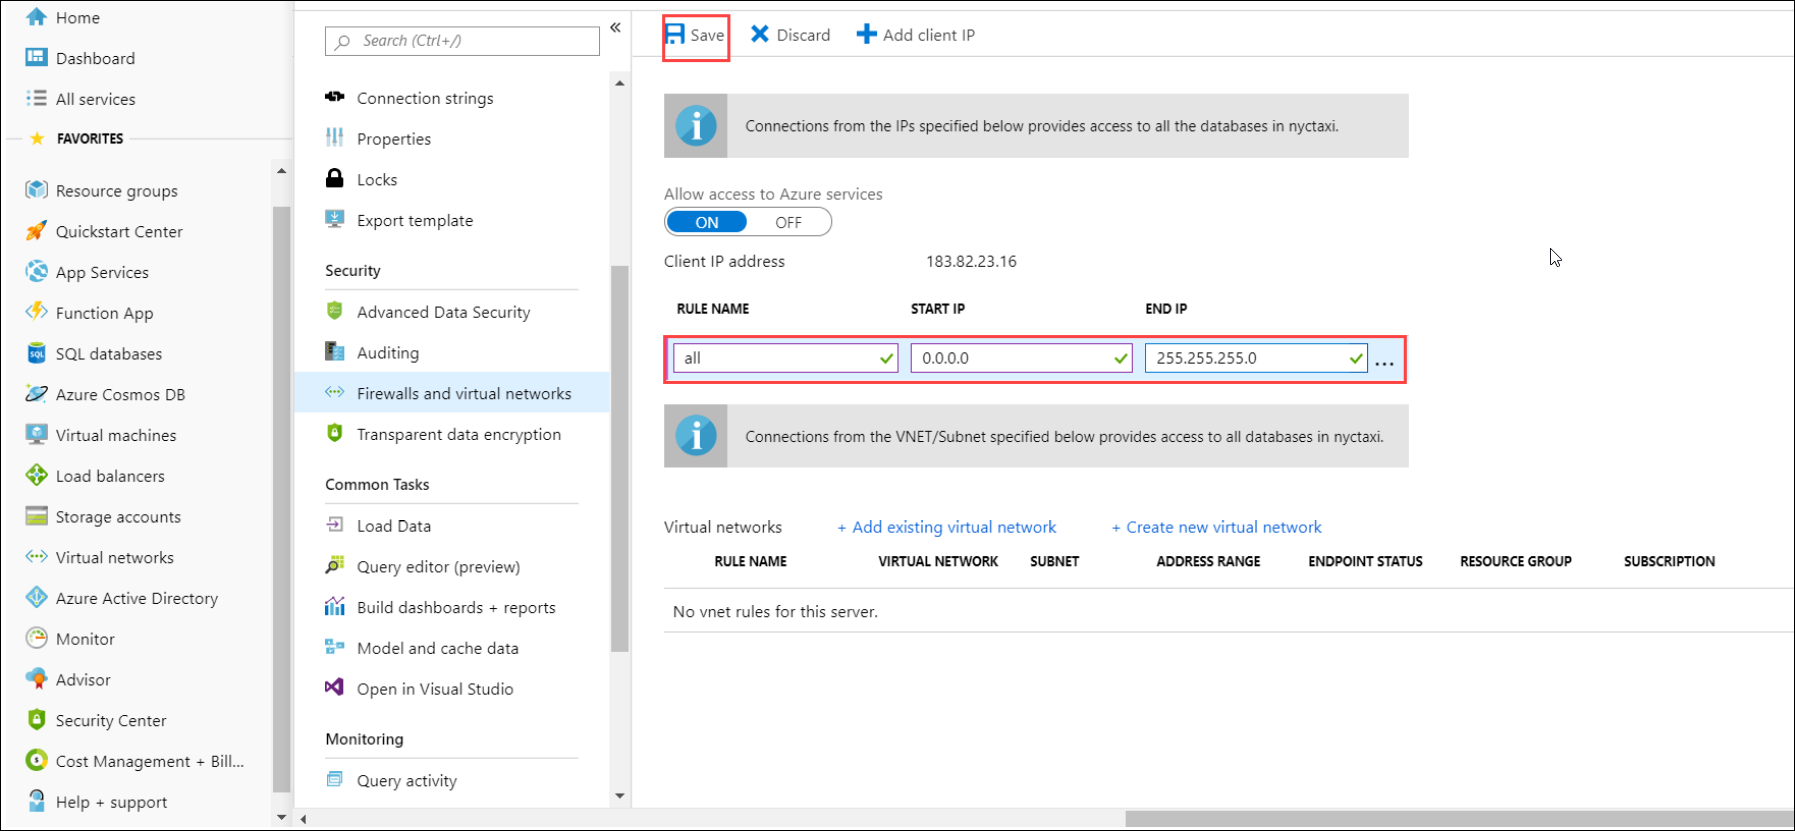 Home
Dashboard
All services
FAVORITES
Resource groups
Quickstart Center
App Services
Function App
SQL databases
Azure Cosmos DB
Virtual machines
Load balancers
Storage accounts
Virtual networks
Azure Active Directory
Monitor
Advisor
Security Center
Cost Management + Bill...
Help + support
Search (Ctrl+/)
«
Connection strings
Properties
Locks
Export template
Security
Advanced Data Security
Auditing
Firewalls and virtual networks
Transparent data encryption
Common Tasks
Load Data
Query editor (preview)
Build dashboards + reports
Model and cache data
Open in Visual Studio
Monitoring
Query activity
Save Discard Add client IP
Connections from the IPs specified below provides access to all the databases in nyctaxi.
Allow access to Azure services
ON OFF
Client IP address 183.82.23.16
RULE NAME START IP END IP
all 0.0.0.0 255.255.255.0 ...
Connections from the VNET/Subnet specified below provides access to all databases in nyctaxi.
Virtual networks + Add existing virtual network + Create new virtual network
RULE NAME VIRTUAL NETWORK SUBNET ADDRESS RANGE ENDPOINT STATUS RESOURCE GROUP SUBSCRIPTION
No vnet rules for this server.